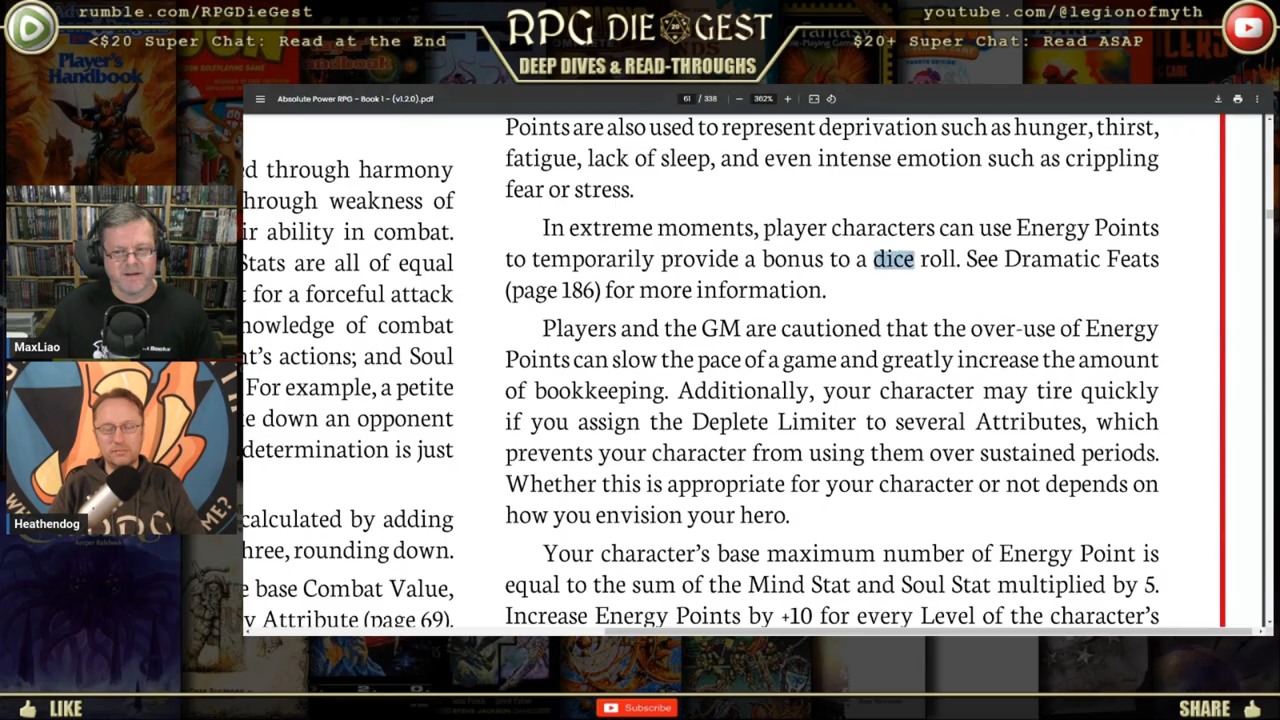 rumble.com/RPGDieGest
<$20 Super Chat: Read at the End
RPG DIE GEST
DEEP DIVES & READ-THROUGHS
youtube.com/@legionofmyth
$20+ Super Chat: Read ASAP
Player's
Handbook
Absolute Power RPG - Book 1 - (v1.2.0).pdf
61 / 338
362%
ed through harmony
hrough weakness of
ir ability in combat.
Stats are all of equal
t for a forceful attack
nowledge of combat
t's actions; and Soul
For example, a petite
e down an opponent
determination is just
calculated by adding
hree, rounding down.
e base Combat Value,
y Attribute (page 69).
Points are also used to represent deprivation such as hunger, thirst,
fatigue, lack of sleep, and even intense emotion such as crippling
fear or stress.
In extreme moments, player characters can use Energy Points
to temporarily provide a bonus to a dice roll. See Dramatic Feats
(page 186) for more information.
Players and the GM are cautioned that the over-use of Energy
Points can slow the pace of a game and greatly increase the amount
of bookkeeping. Additionally, your character may tire quickly
if you assign the Deplete Limiter to several Attributes, which
prevents your character from using them over sustained periods.
Whether this is appropriate for your character or not depends on
how you envision your hero.
Your character's base maximum number of Energy Point is
equal to the sum of the Mind Stat and Soul Stat multiplied by 5.
Increase Energy Points by +10 for every Level of the character's
MaxLiao
Heathendog
LIKE
Subscribe
SHARE